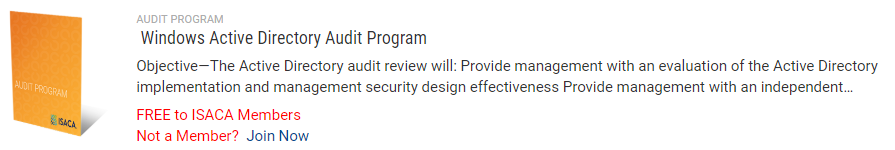 AUDIT PROGRAM
Windows Active Directory Audit Program
Objective—The Active Directory audit review will: Provide management with an evaluation of the Active Directory
implementation and management security design effectiveness Provide management with an independent…
FREE to ISACA Members
Not a Member? Join Now
AUDIT PROGRAM
ISACA